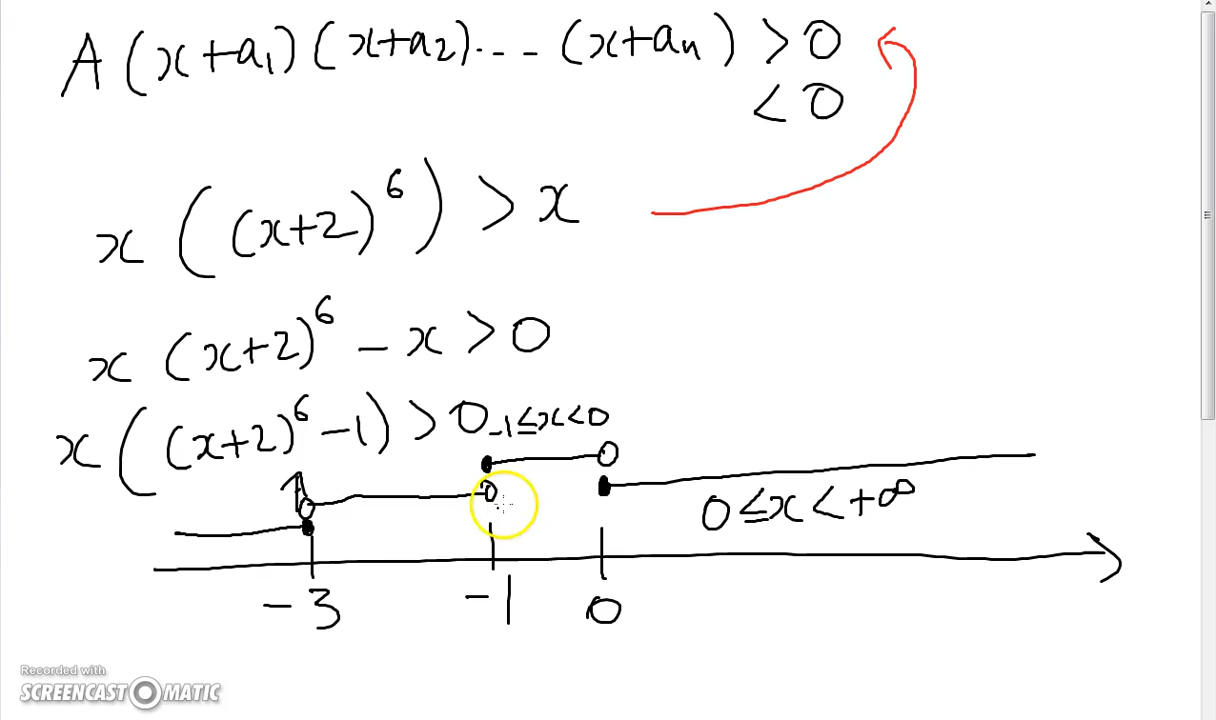 A(x+a₁)(x+a₂)... (x+aₙ) >0
<0
x((x+2)⁶) > x
x(x+2)⁶ - x > 0
x((x+2)⁶ -1) > 0
-1≤x<0
0≤x<+∞
-3 -1 0
Recorded with
SCREENCAST MATIC